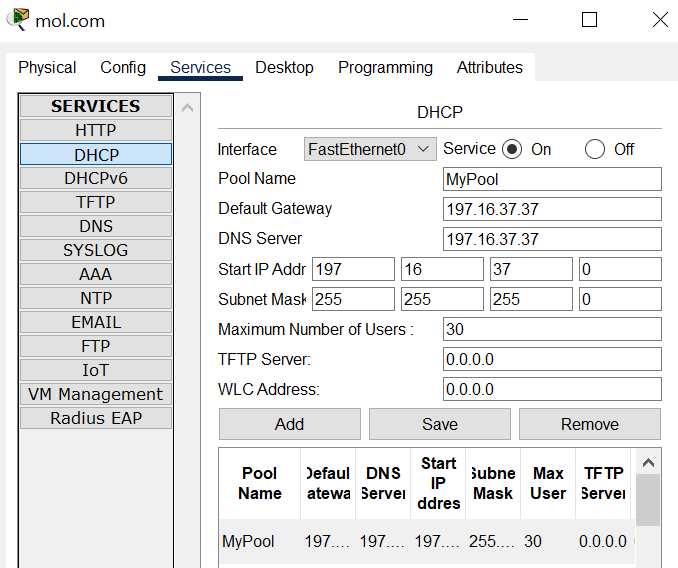 mol.com
Physical Config Services Desktop Programming Attributes
SERVICES
HTTP
DHCP
DHCPv6
TFTP
DNS
SYSLOG
AAA
NTP
EMAIL
FTP
IoT
VM Management
Radius EAP
DHCP
Interface FastEthernet0 Service On Off
Pool Name MyPool
Default Gateway 197.16.37.37
DNS Server 197.16.37.37
Start IP Addr 197 16 37 0
Subnet Mask 255 255 255 0
Maximum Number of Users : 30
TFTP Server: 0.0.0.0
WLC Address: 0.0.0.0
Add Save Remove
Pool Name
Defaul atewa
DNS Server
Start IP ddres
Subne Mask
Max User
TFTP Server
MyPool 197.... 197.... 197.... 255.... 30 0.0.0.0